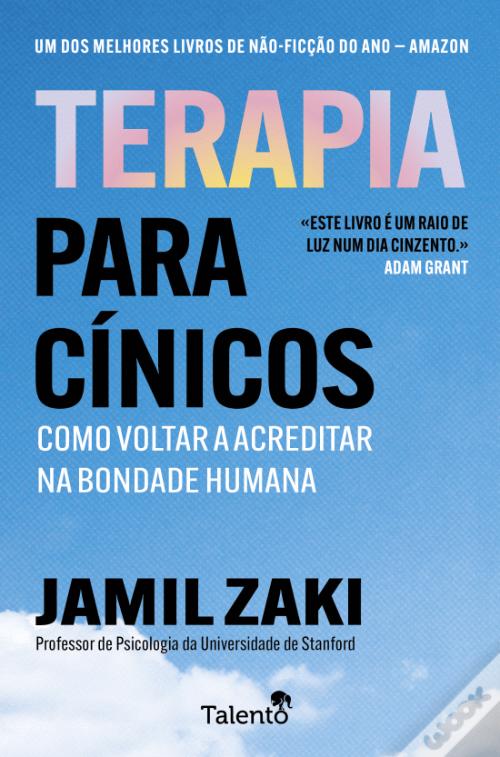 UM DOS MELHORES LIVROS DE NÃO-FICÇÃO DO ANO – AMAZON
TERAPIA
PARA
CÍNICOS
«ESTE LIVRO É UM RAIO DE
LUZ NUM DIA CINZENTO.»
ADAM GRANT
COMO VOLTAR A ACREDITAR
NA BONDADE HUMANA
JAMIL ZAKI
Professor de Psicologia da Universidade de Stanford
Talento
wook